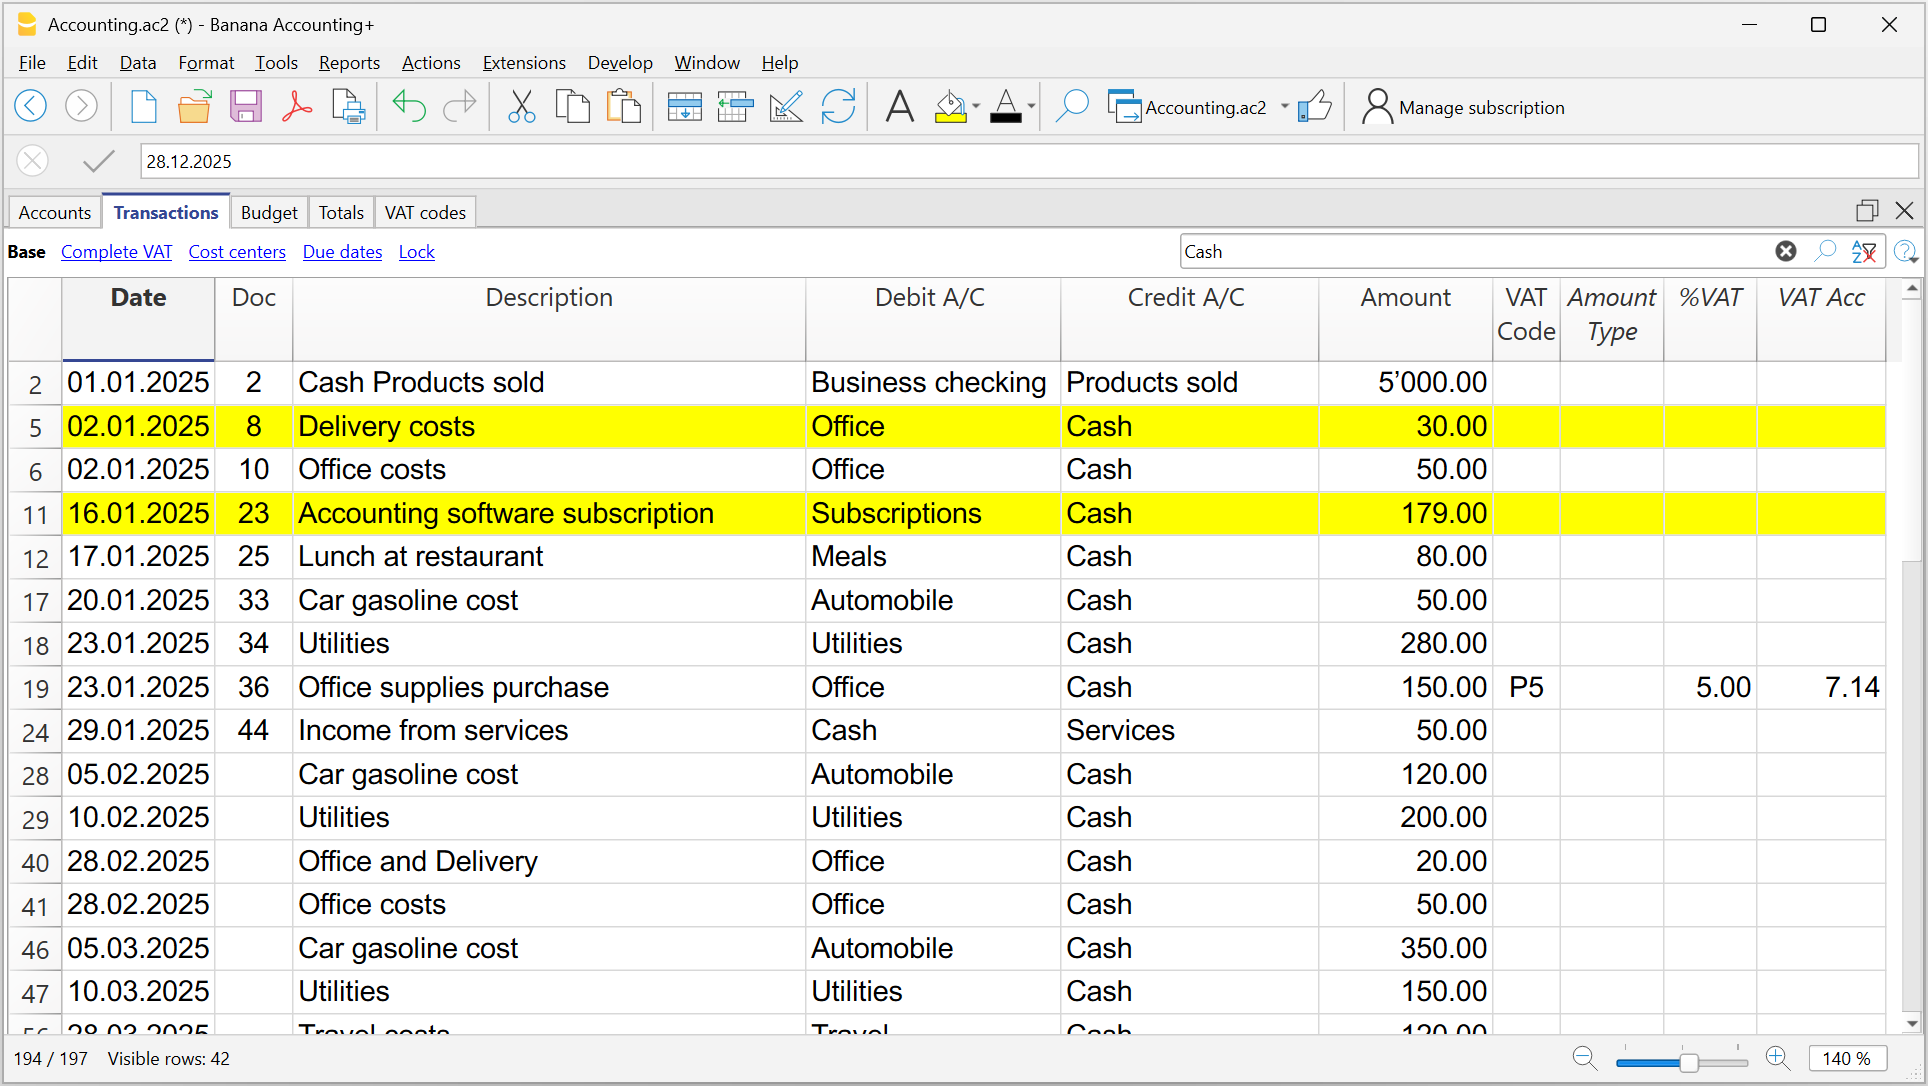 Accounting.ac2 (*) - Banana Accounting+
File Edit Data Format Tools Reports Actions Extensions Develop Window Help
Accounting.ac2 Manage subscription
28.12.2025
Accounts Transactions Budget Totals VAT codes
Base Complete VAT Cost centers Due dates Lock Cash
Date Doc Description Debit A/C Credit A/C Amount VAT Code Amount Type %VAT VAT Acc
2 01.01.2025 2 Cash Products sold Business checking Products sold 5’000.00
5 02.01.2025 8 Delivery costs Office Cash 30.00
6 02.01.2025 10 Office costs Office Cash 50.00
11 16.01.2025 23 Accounting software subscription Subscriptions Cash 179.00
12 17.01.2025 25 Lunch at restaurant Meals Cash 80.00
17 20.01.2025 33 Car gasoline cost Automobile Cash 50.00
18 23.01.2025 34 Utilities Utilities Cash 280.00
19 23.01.2025 36 Office supplies purchase Office Cash 150.00 P5 5.00 7.14
24 29.01.2025 44 Income from services Cash Services 50.00
28 05.02.2025 Car gasoline cost Automobile Cash 120.00
29 10.02.2025 Utilities Utilities Cash 200.00
40 28.02.2025 Office and Delivery Office Cash 20.00
41 28.02.2025 Office costs Office Cash 50.00
46 05.03.2025 Car gasoline cost Automobile Cash 350.00
47 10.03.2025 Utilities Utilities Cash 150.00
28.03.2025 Travel costs Travel Cash 120.00
194 / 197 Visible rows: 42 140 %